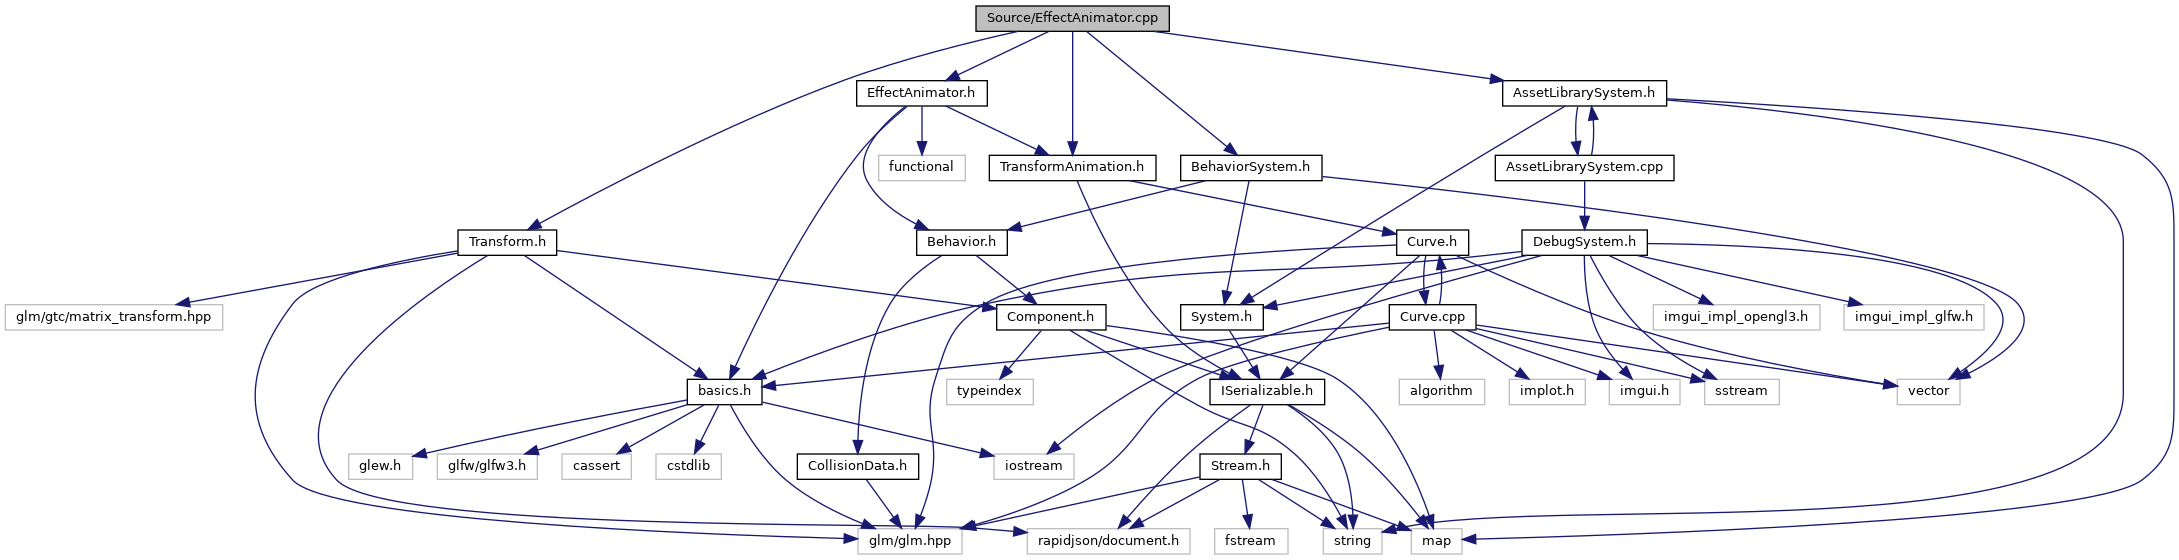 Source/EffectAnimator.cpp
EffectAnimator.h
AssetLibrarySystem.h
functional
TransformAnimation.h
BehaviorSystem.h
AssetLibrarySystem.cpp
Transform.h
Behavior.h
Curve.h
DebugSystem.h
glm/gtc/matrix_transform.hpp
Component.h
System.h
Curve.cpp
imgui_impl_opengl3.h
imgui_impl_glfw.h
basics.h
typeindex
ISerializable.h
algorithm
implot.h
imgui.h
sstream
vector
glew.h
glfw/glfw3.h
cassert
cstdlib
CollisionData.h
iostream
Stream.h
glm/glm.hpp
rapidjson/document.h
fstream
string
map